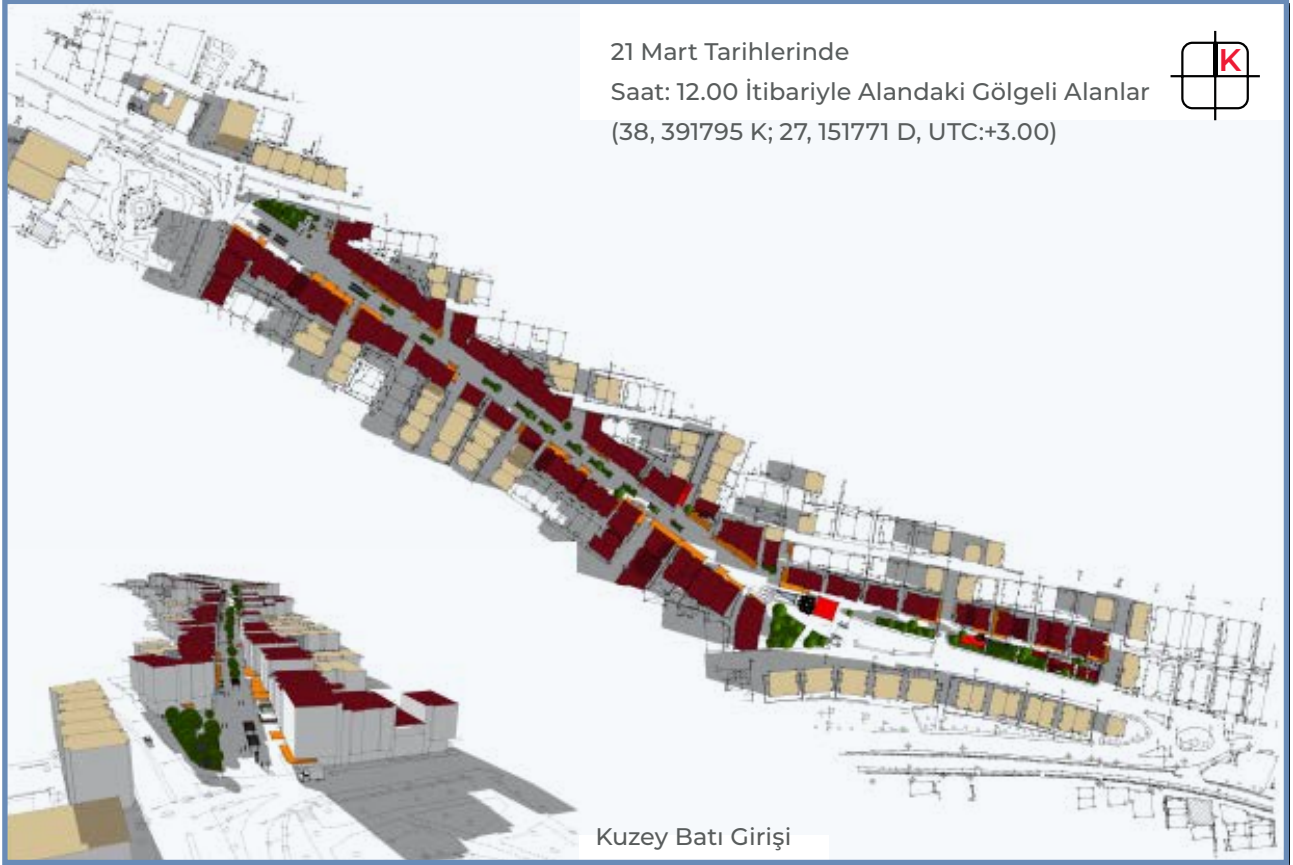 21 Mart Tarihlerinde
Saat: 12.00 İtibariyle Alandaki Gölgeli Alanlar
(38, 391795 K; 27, 151771 D, UTC:+3.00)
K
Kuzey Batı Girişi